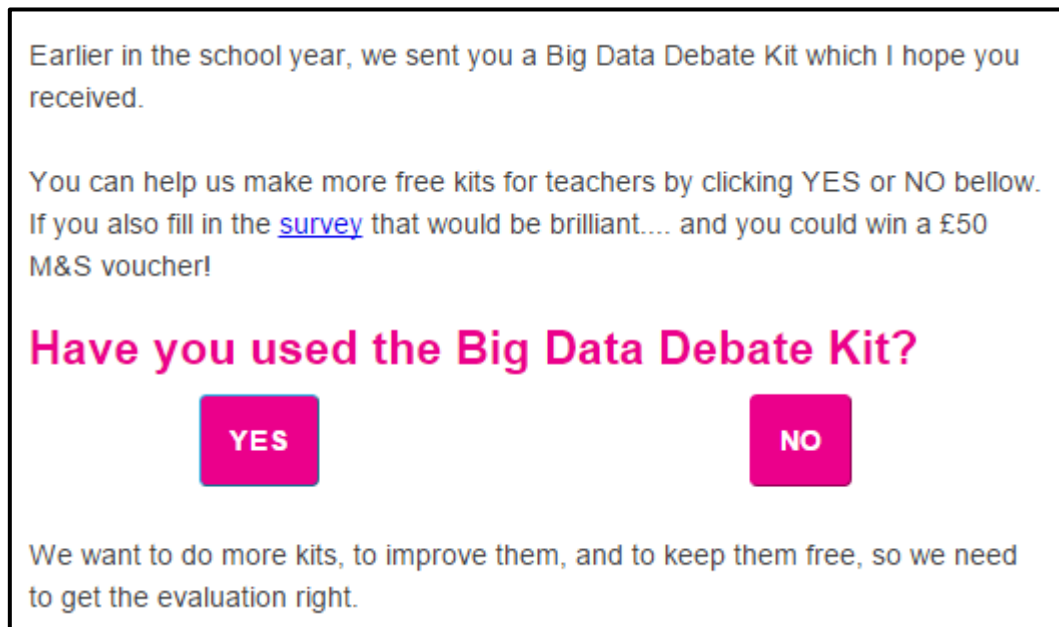 Earlier in the school year, we sent you a Big Data Debate Kit which I hope you
received.
You can help us make more free kits for teachers by clicking YES or NO bellow.
If you also fill in the survey that would be brilliant.... and you could win a £50
M&S voucher!
Have you used the Big Data Debate Kit?
YES NO
We want to do more kits, to improve them, and to keep them free, so we need
to get the evaluation right.